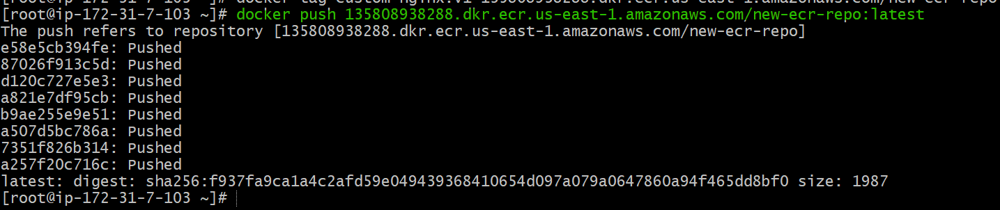 [root@ip-172-31-7-103 ~]# docker push 135808938288.dkr.ecr.us-east-1.amazonaws.com/new-ecr-repo:latest
The push refers to repository [135808938288.dkr.ecr.us-east-1.amazonaws.com/new-ecr-repo]
e58e5cb394fe: Pushed
87026f913c5d: Pushed
d120c727e5e3: Pushed
a821e7df95cb: Pushed
b9ae255e9e51: Pushed
a507d5bc786a: Pushed
7351f826b314: Pushed
a257f20c716c: Pushed
latest: digest: sha256:f937fa9ca1a4c2afd59e049439368410654d097a079a0647860a94f465dd8bf0 size: 1987
[root@ip-172-31-7-103 ~]#